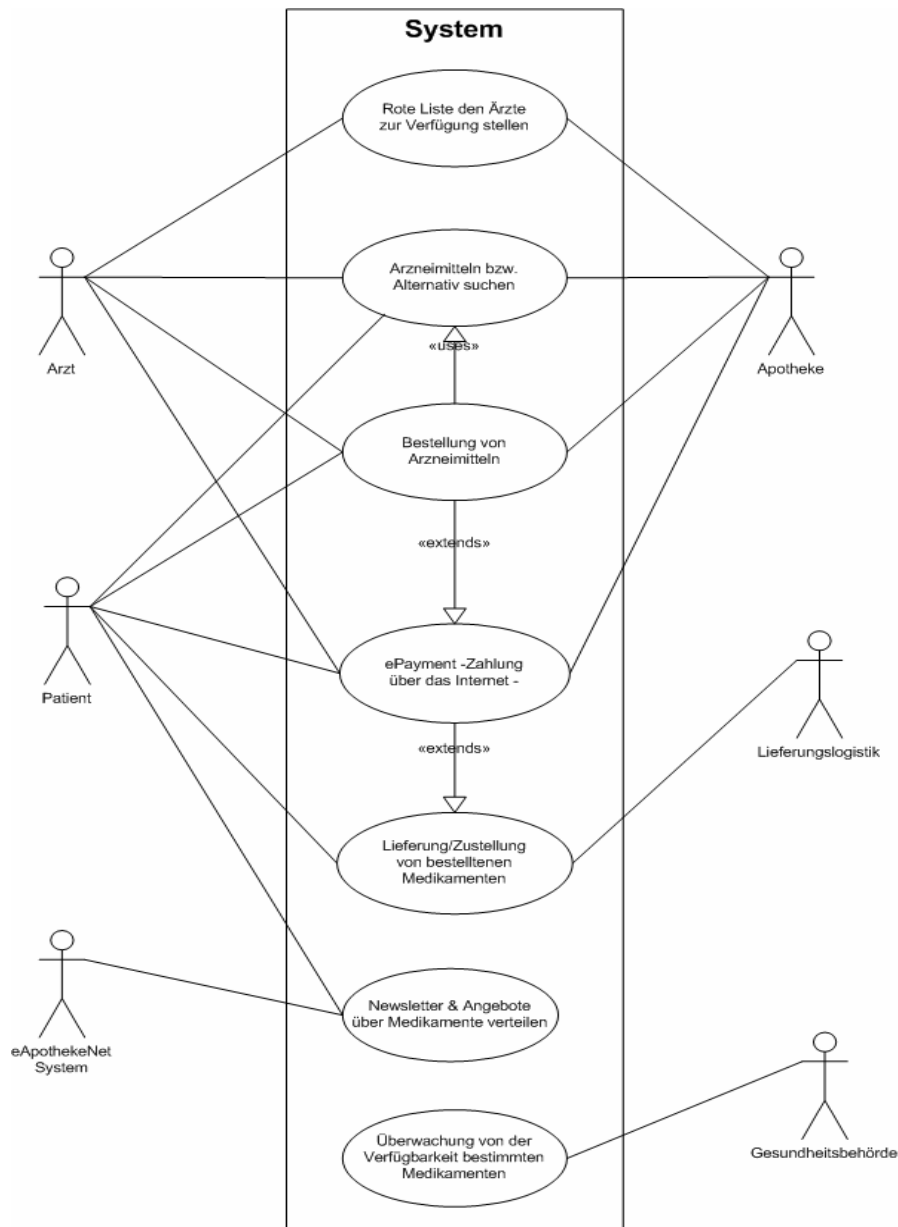 System
Rote Liste den Ärzte
zur Verfügung stellen
Arzneimitteln bzw.
Alternativ suchen
Arzt
«uses»
Apotheke
Bestellung von
Arzneimitteln
«extends»
ePayment -Zahlung
über das Internet -
Patient
«extends»
Lieferungslogistik
Lieferung/Zustellung
von bestelltenen
Medikamenten
Newsletter & Angebote
über Medikamente verteilen
eApothekeNet
System
Überwachung von der
Verfügbarkeit bestimmten
Medikamenten
Gesundheitsbehörde